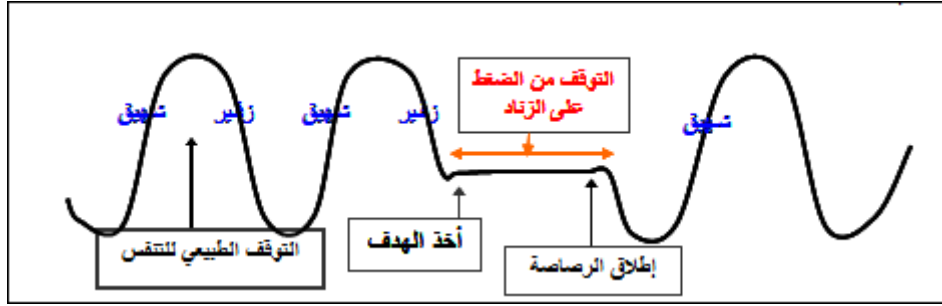 التوقف من الضغط
على الزناد
شهيق
زفير
شهيق
زفير
شهيق
التوقف الطبيعي للتنفس
أخذ الهدف
إطلاق الرصاصة